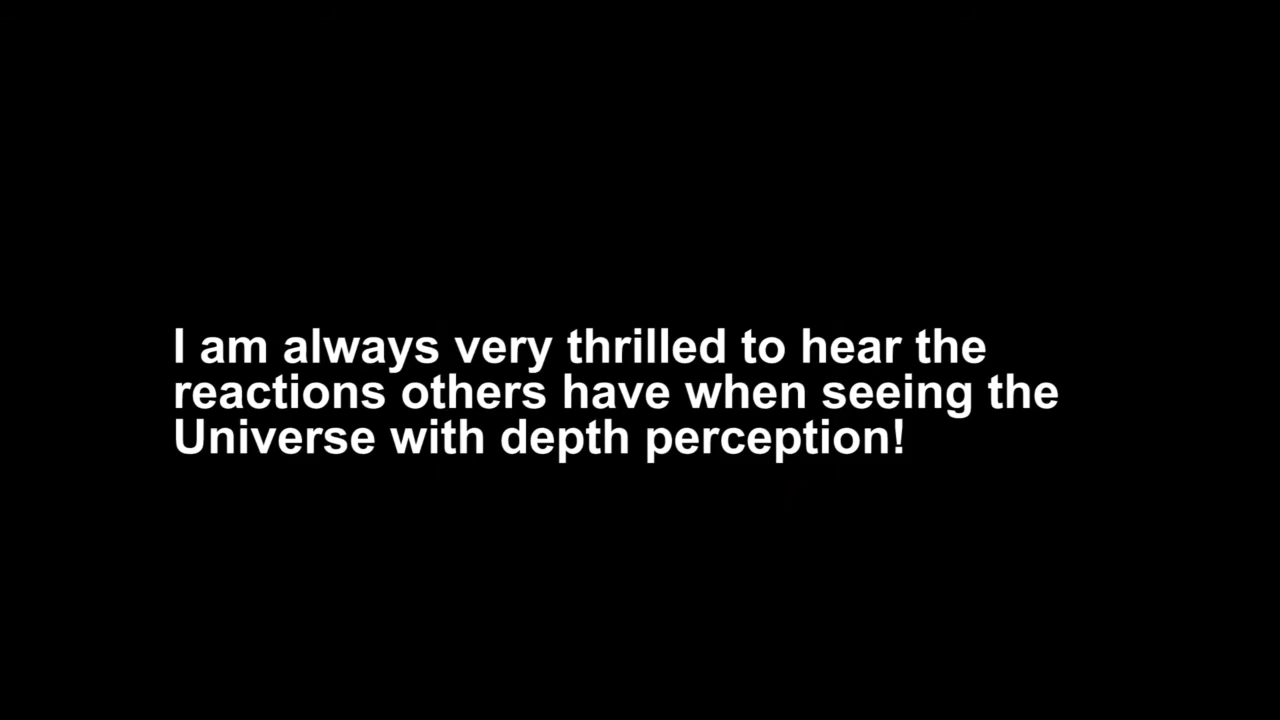 I am always very thrilled to hear the
reactions others have when seeing the
Universe with depth perception!